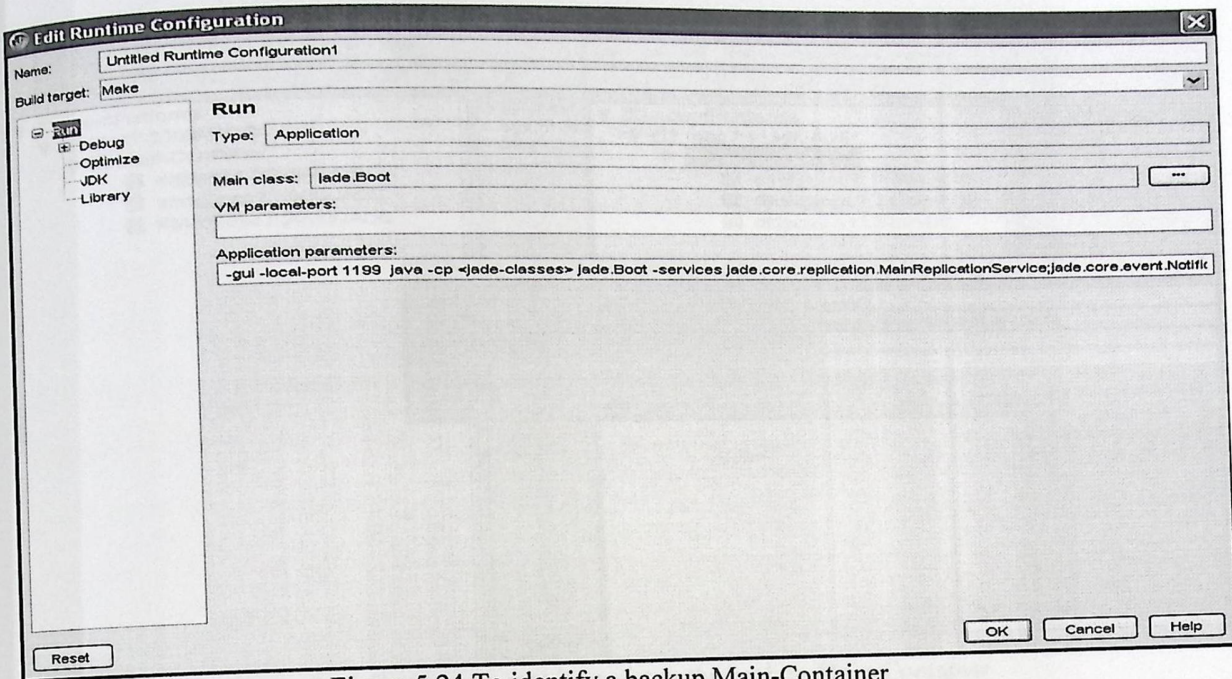 Edit Runtime Configuration
Name: Untitled Runtime Configuration1
Build target: Make
Run
Debug
Optimize
JDK
Library
Run
Type: Application
Main class: jade.Boot
...
VM parameters:
Application parameters:
-gui -local-port 1199 java -cp <jade-classes> jade.Boot -services jade.core.replication.MainReplicationService;jade.core.event.Notific
OK Cancel Help
Reset
Figure 5.24 To identify a backup Main-Container